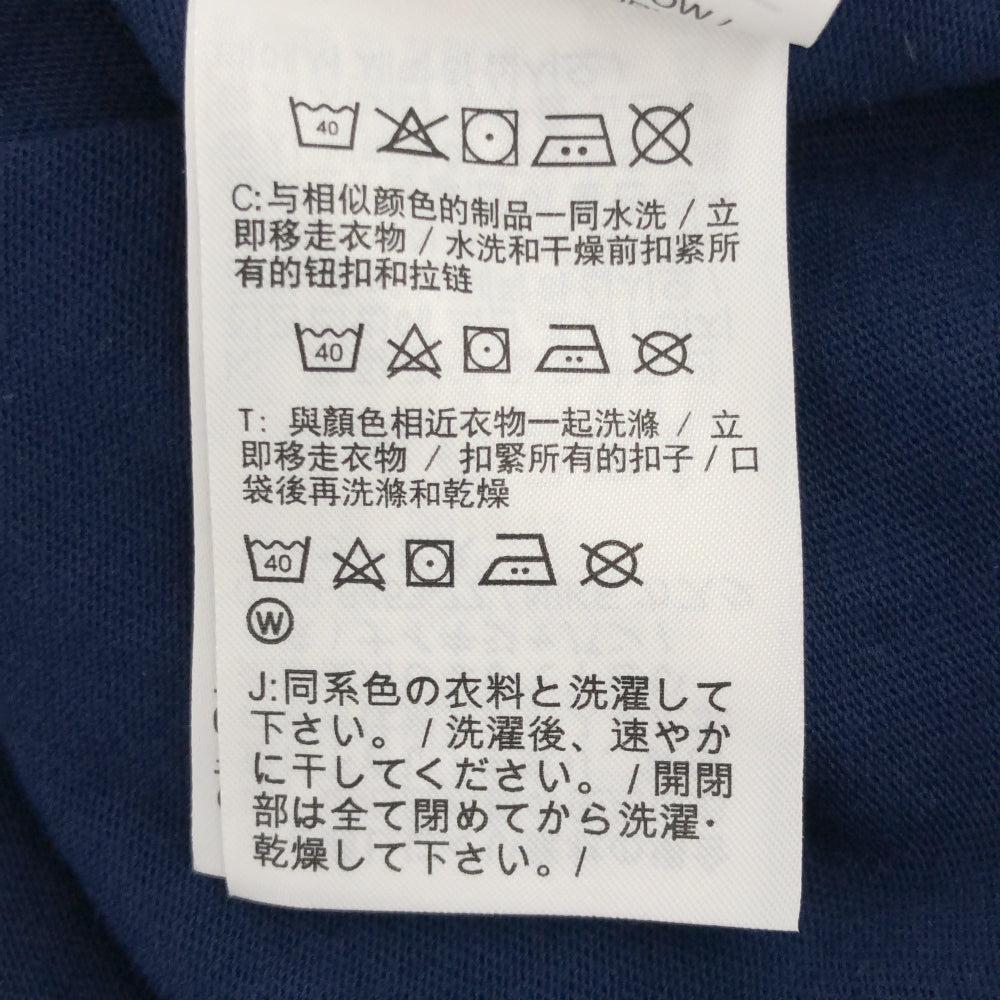 40
C:与相似颜色的制品一同水洗 / 立
即移走衣物 / 水洗和干燥前扣紧所
有的钮扣和拉链
40
T: 與顏色相近衣物一起洗滌 / 立
即移走衣物 / 扣緊所有的扣子 / 口
袋後再洗滌和乾燥
40
W
J:同系色の衣料と洗濯して
下さい。/洗濯後、速やか
に干してください。/開閉
部は全て閉めてから洗濯・
乾燥して下さい。/